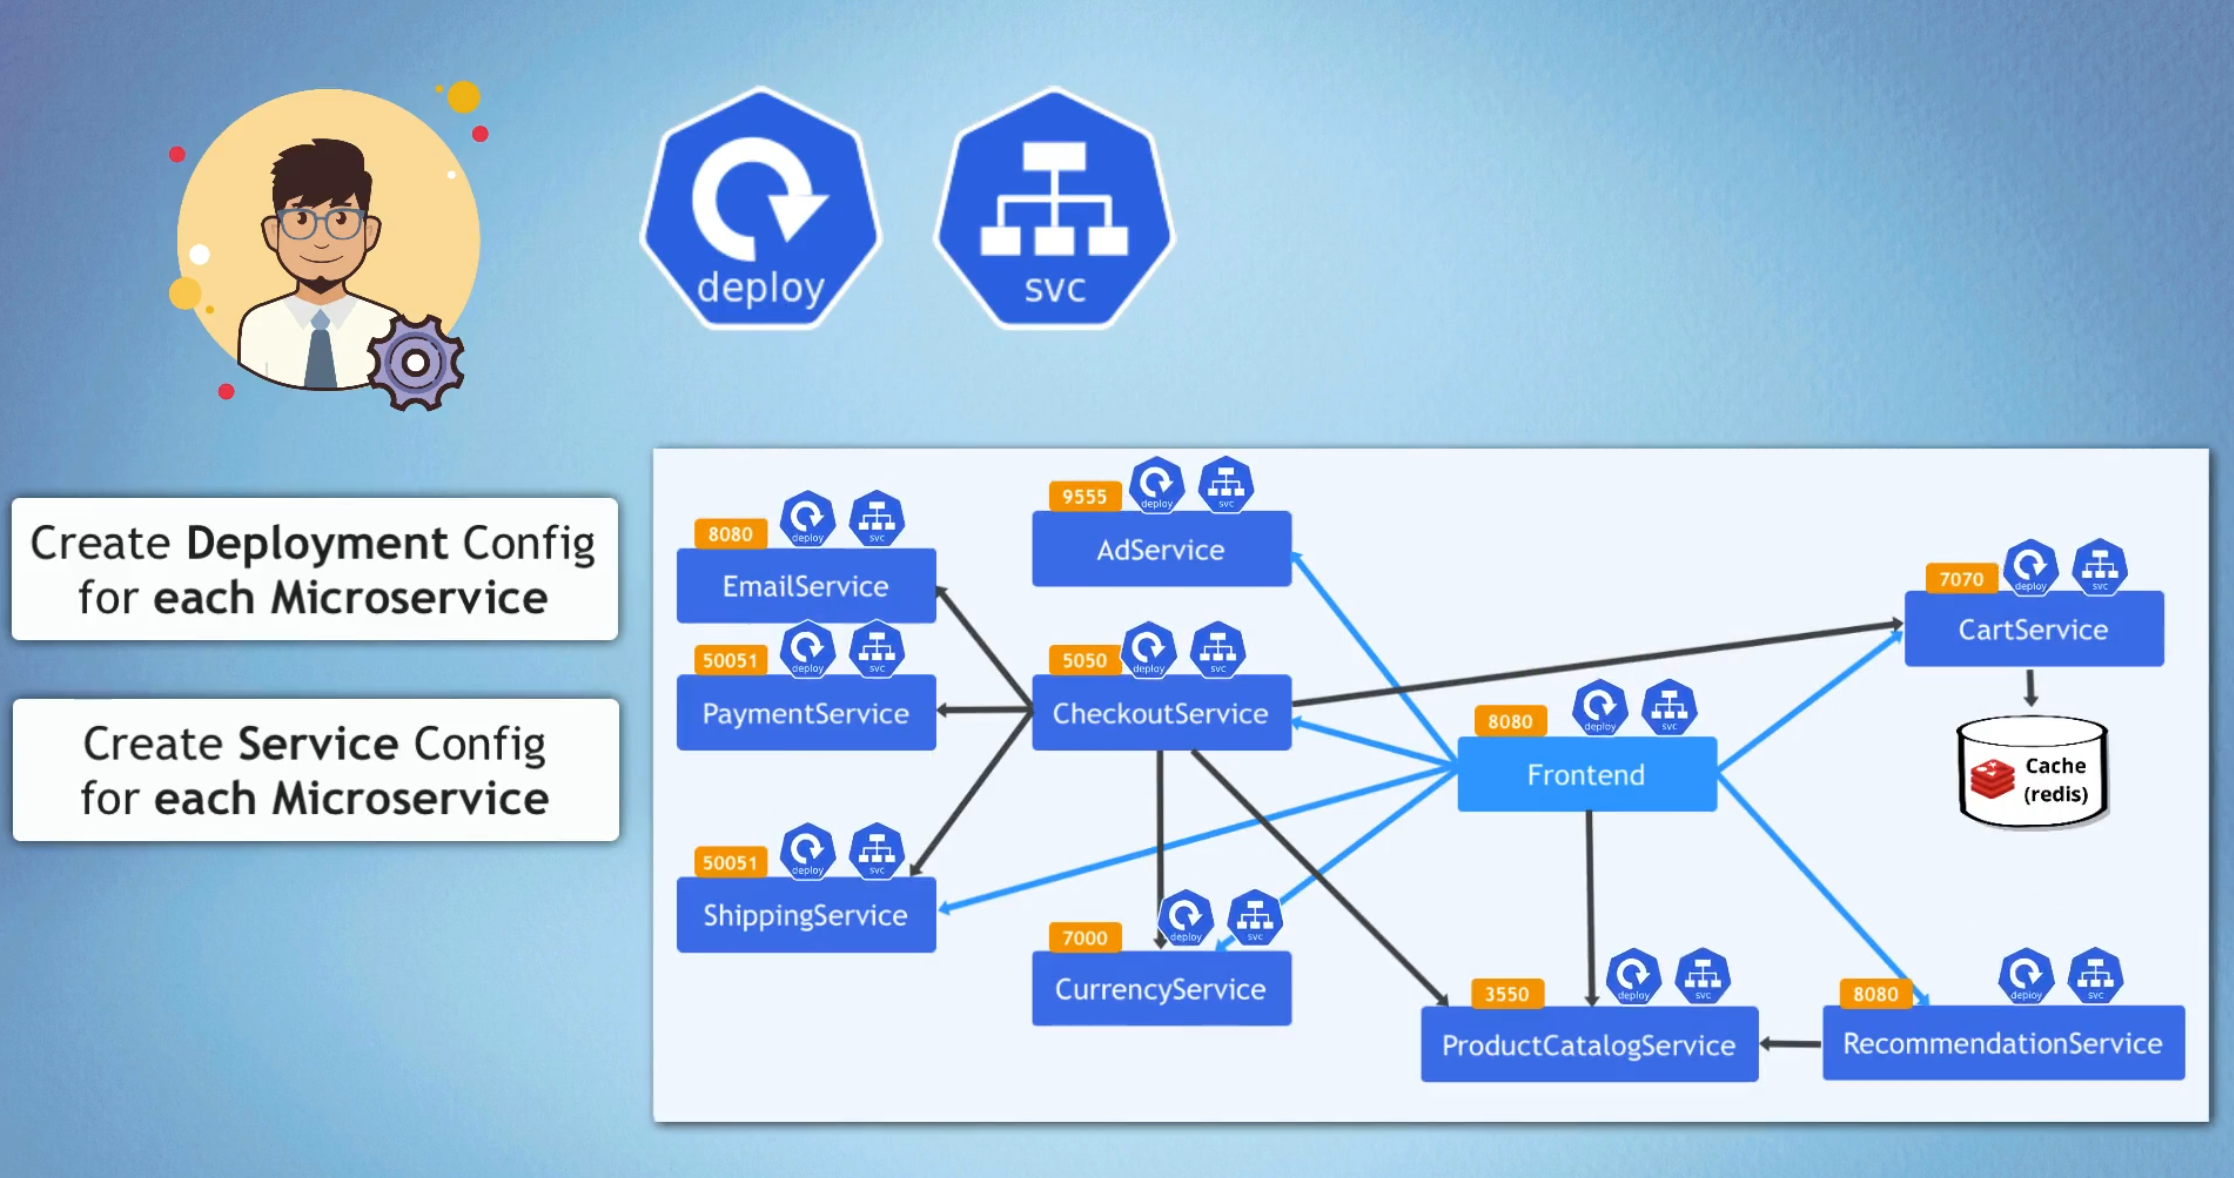 deploy
svc
Create Deployment Config
for each Microservice
Create Service Config
for each Microservice
8080
deploy
svc
EmailService
9555
deploy
svc
AdService
7070
deploy
svc
CartService
50051
deploy
svc
PaymentService
5050
deploy
svc
CheckoutService
8080
deploy
svc
Frontend
Cache
(redis)
50051
deploy
svc
ShippingService
7000
deploy
svc
CurrencyService
3550
deploy
svc
ProductCatalogService
8080
deploy
svc
RecommendationService